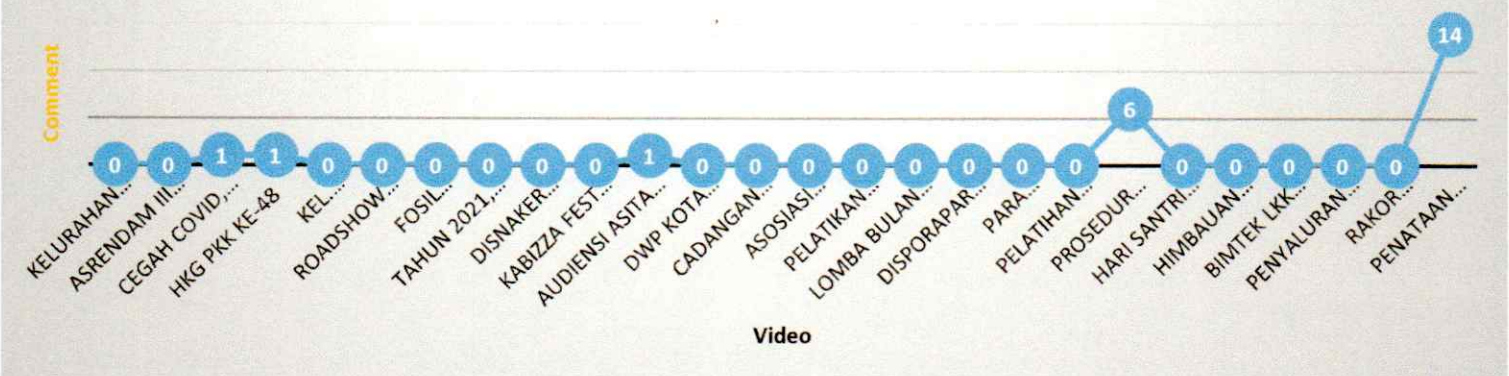 Comment
14
6
0 0 1 1 0 0 0 0 0 0 1 0 0 0 0 0 0 0 0 0 0 0 0 0
KELURAHAN...
ASRENDAM III...
CEGAH COVID,...
HKG PKK KE-48
KEL...
ROADSHOW...
FOSIL...
TAHUN 2021,...
DISNAKER...
KABIZZA FEST...
AUDIENSI ASITA...
DWP KOTA...
CADANGAN...
ASOSIASI...
PELATIKAN...
LOMBA BULAN...
DISPORAPAR...
PARA...
PELATIHAN...
PROSEDUR...
HARI SANTRI...
HIMBAUAN...
BIMTEK LKK...
PENYALURAN...
RAKOR...
PENATAAN...
Video